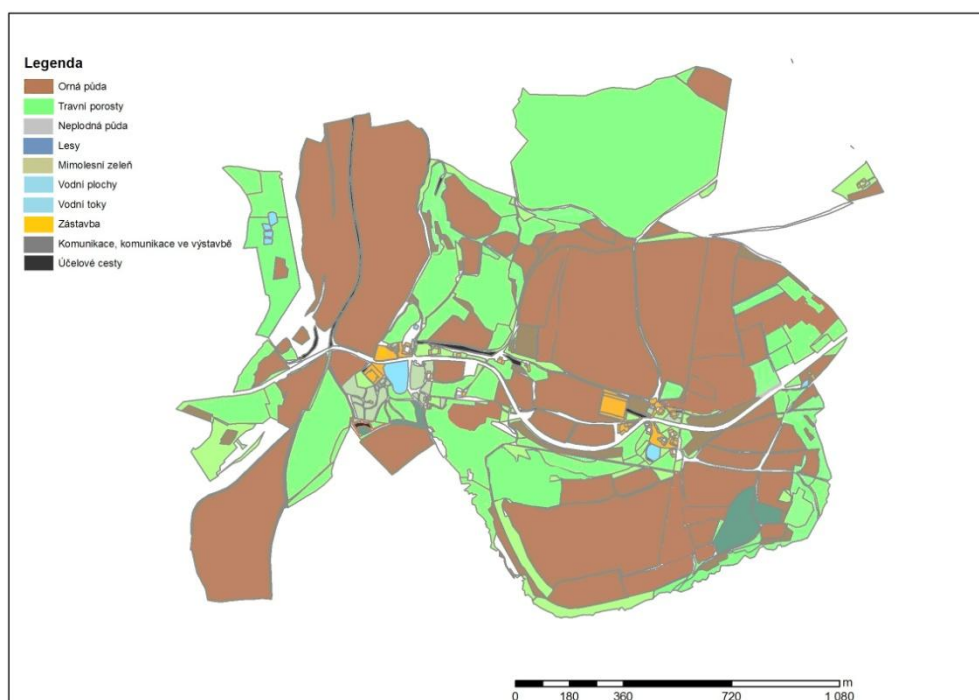 Legenda
Orná půda
Travní porosty
Neplodná půda
Lesy
Mimolesní zeleň
Vodní plochy
Vodní toky
Zástavba
Komunikace, komunikace ve výstavbě
Účelové cesty
m
0 180 360 720 1 080